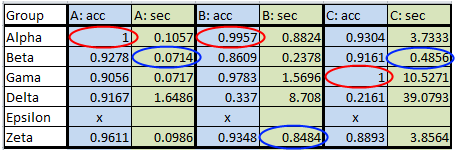 Group A: acc A: sec B: acc B: sec C: acc C: sec
Alpha 1 0.1057 0.9957 0.8824 0.9304 3.7333
Beta 0.9278 0.0714 0.8609 0.2378 0.9161 0.4856
Gama 0.9056 0.0717 0.9783 1.5696 1 10.5271
Delta 0.9167 1.6486 0.337 8.708 0.2161 39.0793
Epsilon x x x
Zeta 0.9611 0.0986 0.9348 0.8484 0.8893 3.8564